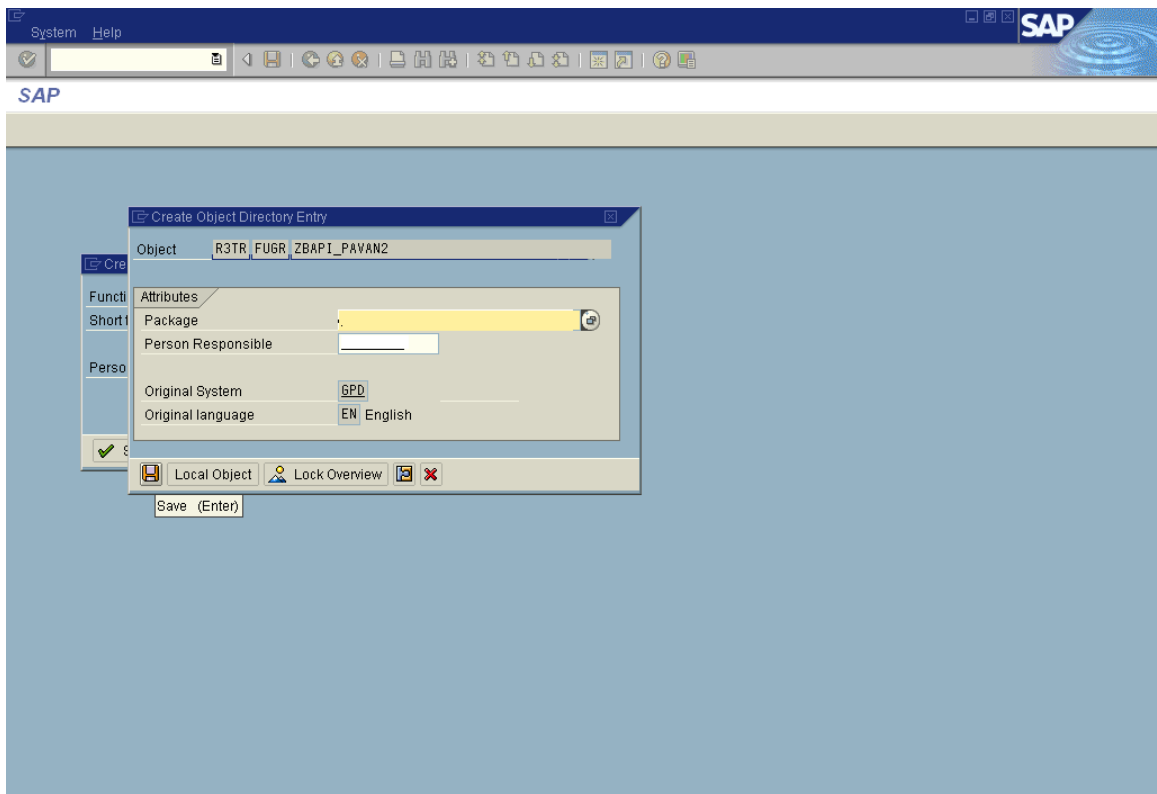 System Help
SAP
SAP
Create Object Directory Entry
Object R3TR FUGR ZBAPI_PAVAN2
Cre
Functi
Attributes
Short f
Package
Person Responsible
Perso
Original System GPD
Original language EN English
S
Local Object Lock Overview
Save (Enter)